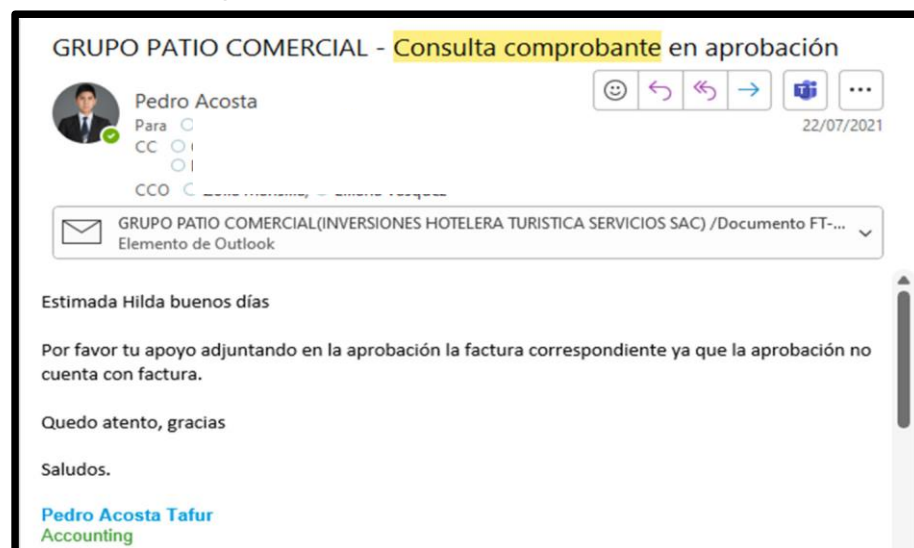 GRUPO PATIO COMERCIAL - Consulta comprobante en aprobación
Pedro Acosta
Para
CC
22/07/2021
CCO
GRUPO PATIO COMERCIAL(INVERSIONES HOTELERA TURISTICA SERVICIOS SAC) /Documento FT-...
Elemento de Outlook
Estimada Hilda buenos días
Por favor tu apoyo adjuntando en la aprobación la factura correspondiente ya que la aprobación no
cuenta con factura.
Quedo atento, gracias
Saludos.
Pedro Acosta Tafur
Accounting